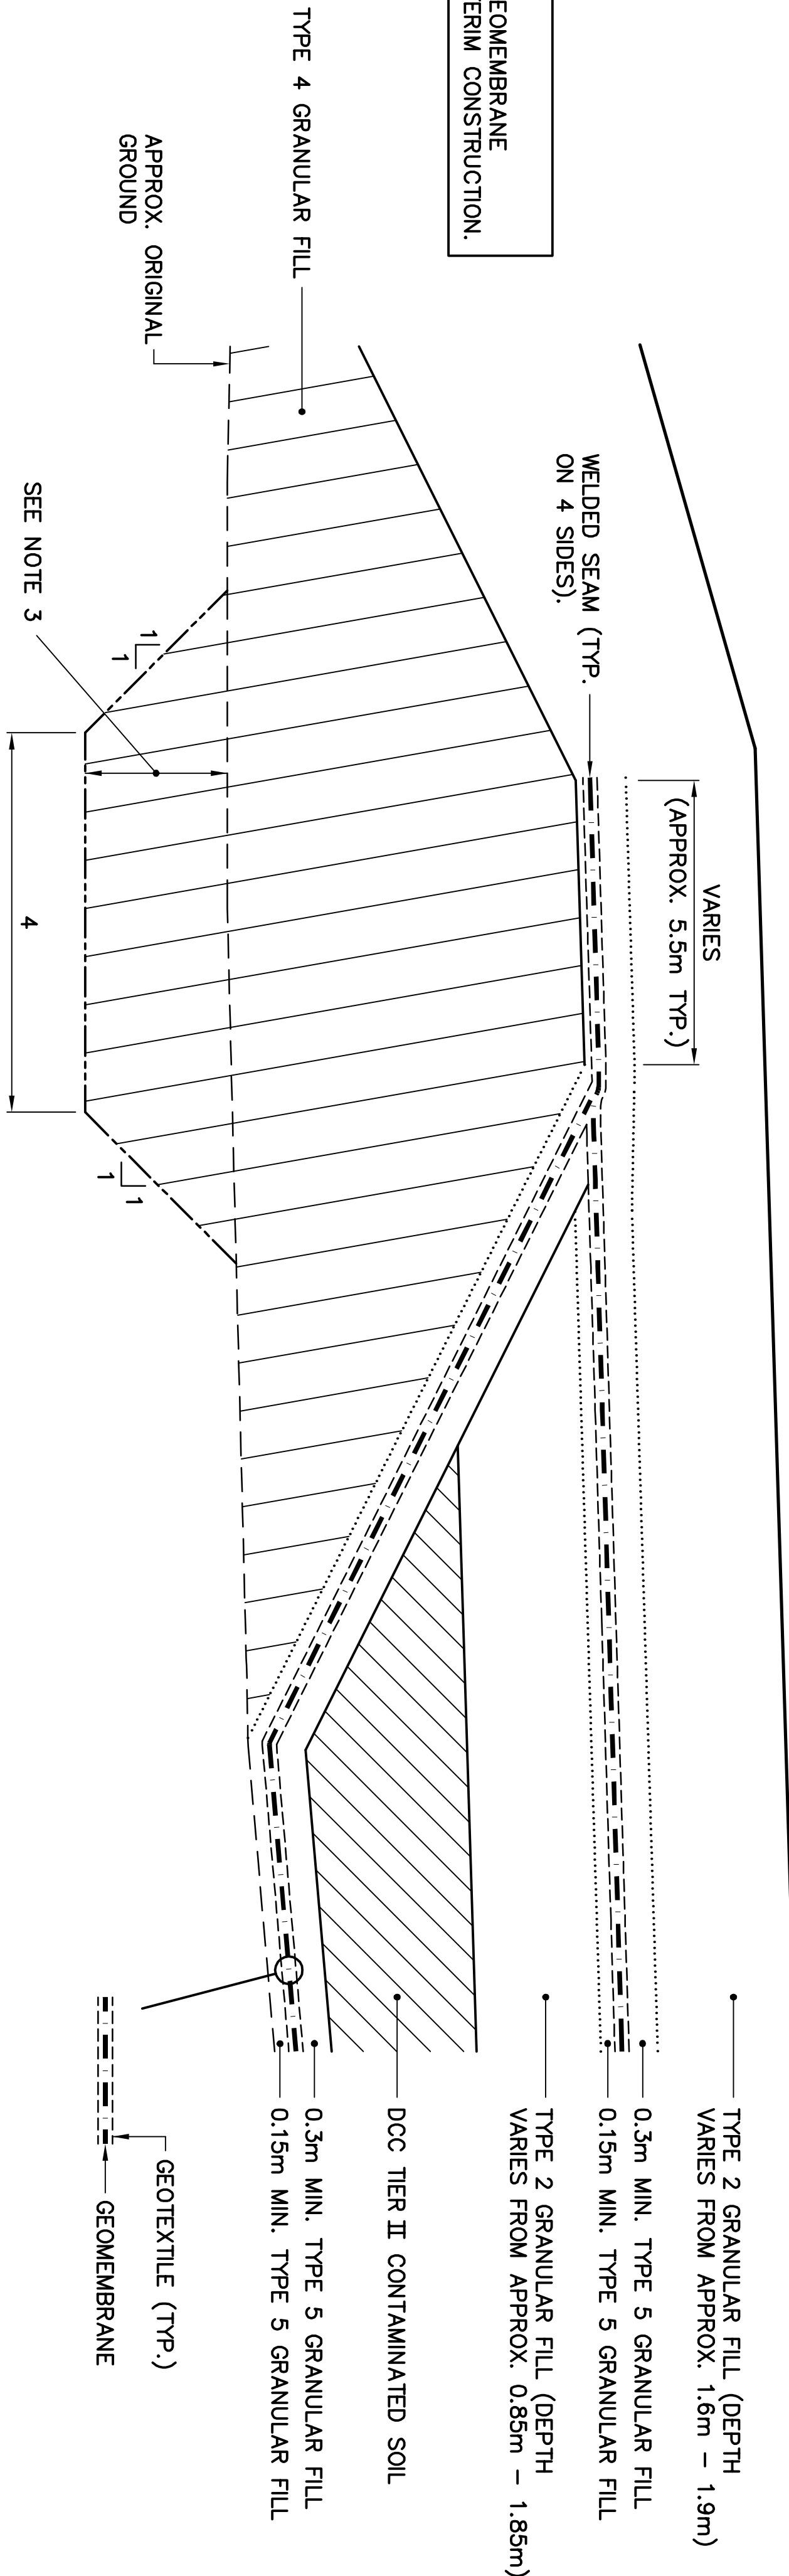 EOMEMBRANE
TERIM CONSTRUCTION.
TYPE 4 GRANULAR FILL
APPROX. ORIGINAL
GROUND
WELDED SEAM (TYP.
ON 4 SIDES).
SEE NOTE 3
1
1
VARIES
(APPROX. 5.5m TYP.)
4
1
1
TYPE 2 GRANULAR FILL (DEPTH
VARIES FROM APPROX. 1.6m – 1.9m)
0.3m MIN. TYPE 5 GRANULAR FILL
0.15m MIN. TYPE 5 GRANULAR FILL
TYPE 2 GRANULAR FILL (DEPTH
VARIES FROM APPROX. 0.85m – 1.85m)
DCC TIER II CONTAMINATED SOIL
0.3m MIN. TYPE 5 GRANULAR FILL
0.15m MIN. TYPE 5 GRANULAR FILL
GEOTEXTILE (TYP.)
GEOMEMBRANE